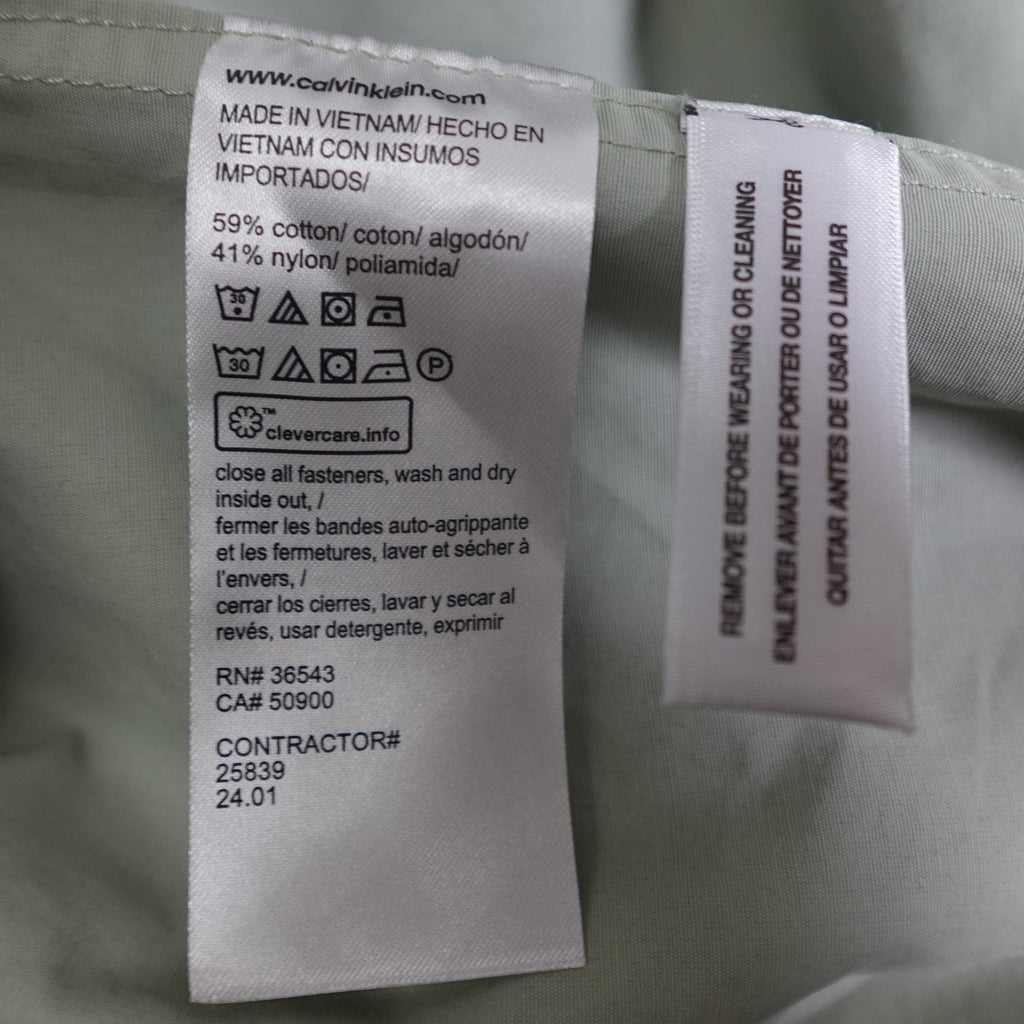 www.calvinklein.com
MADE IN VIETNAM/ HECHO EN
VIETNAM CON INSUMOS
IMPORTADOS/
59% cotton/ coton/ algodón/
41% nylon/ poliamida/
30
30 P
™
clevercare.info
close all fasteners, wash and dry
inside out, /
fermer les bandes auto-agrippante
et les fermetures, laver et sécher à
l'envers, /
cerrar los cierres, lavar y secar al
revés, usar detergente, exprimir
RN# 36543
CA# 50900
CONTRACTOR#
25839
24.01
REMOVE BEFORE WEARING OR CLEANING
ENLEVER AVANT DE PORTER OU DE NETTOYER
QUITAR ANTES DE USAR O LIMPIAR